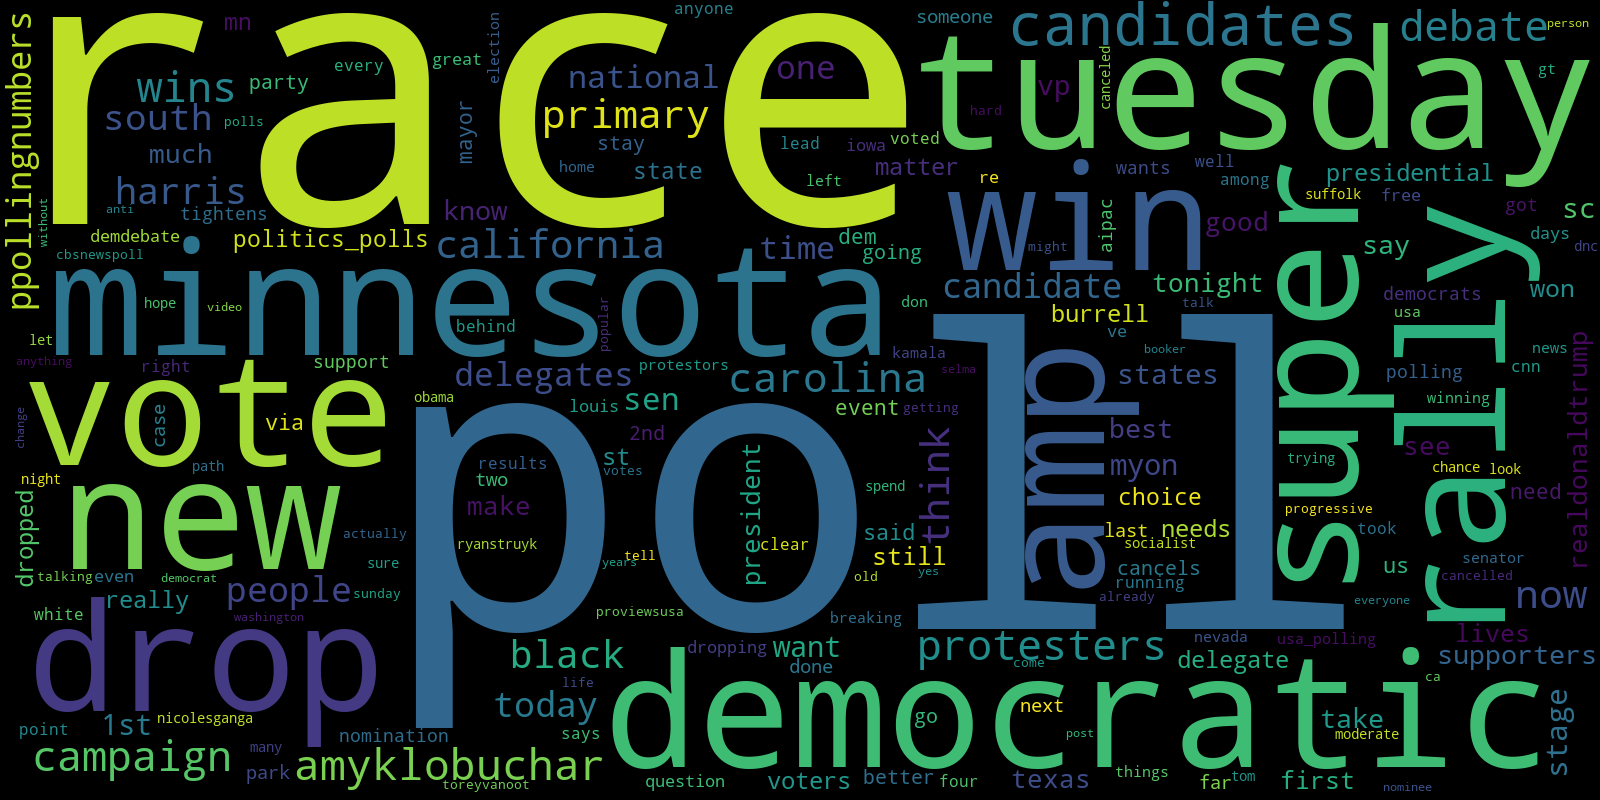 race
tuesday
candidates
debate
person
anyone
someone
mn
election
every
great
ppollingnumbers
wins
party
national
one
vp
canceled
gt
south
polls
primary
mayor
hard
much
stay
lead
iowa
voted
harris
home
state
left
matter
wants
well
among
presidential
re
suffolk
free
got
sc
anti
tightens
know
win
good
without
demdebate
politics_polls
california
time
dem
going
might
aipac
say
days
dnc
cbsnewspoll
minnesota
candidate
tonight
super
rally
democrats
won
hope
video
behind
popular
don
burrell
talk
usa
let
ve
kamala
booker
news
anything
right
support
delegates
protestors
carolina
selma
states
polling
cnn
realdonaldtrump
vote
obama
louis
sen
event
getting
winning
change
case
via
2nd
st
think
amp
best
see
new
night
path
results
votes
two
president
myon
trying
chance
look
dropped
make
spend
choice
need
actually
ryanstruyk
tell
clear
said
last
needs
progressive
took
socialist
poll
talking
even
democrat
sure
years
still
old
yes
cancels
running
us
senator
cancelled
people
sunday
really
already
everyone
now
white
washington
proviewsusa
breaking
drop
dropping
want
protesters
nevada
usa_polling
lives
black
done
come
delegate
supporters
life
democratic
ca
today
next
go
take
moderate
stage
point
1st
nicolesganga
nomination
says
post
campaign
many
park
amyklobuchar
toreyvanoot
question
voters
better
four
texas
things
far
tom
first
nominee